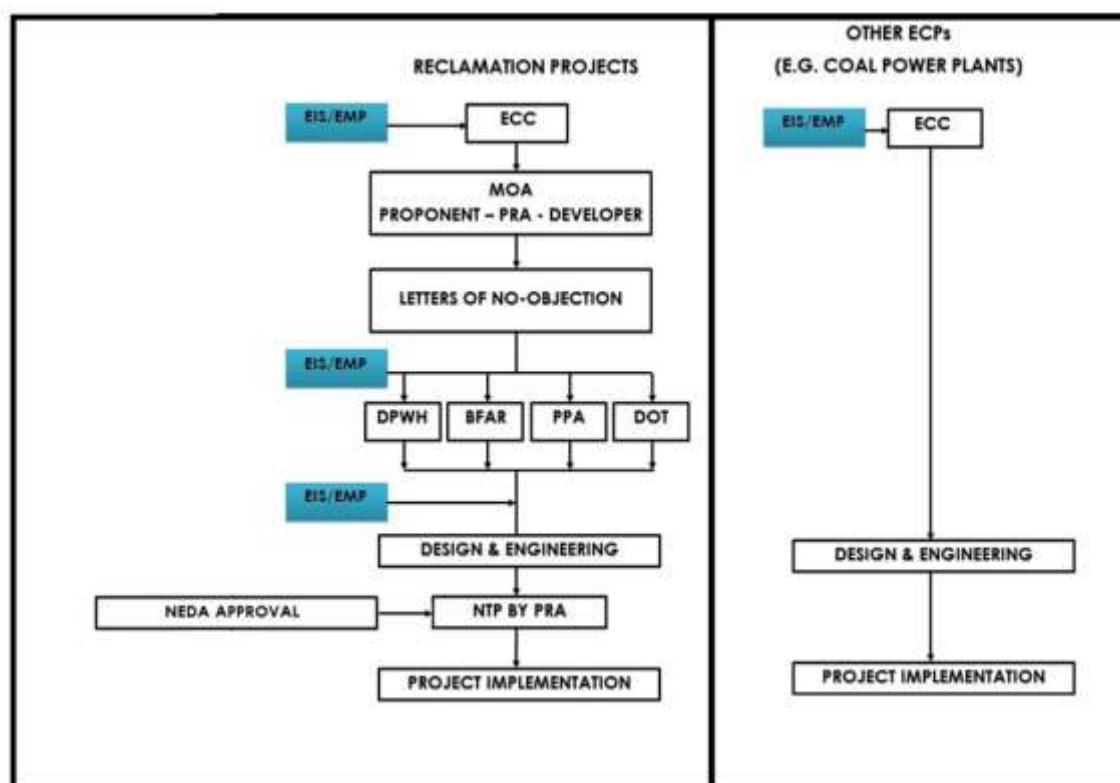 RECLAMATION PROJECTS
EIS/EMP
ECC
MOA
PROPONENT – PRA - DEVELOPER
LETTERS OF NO-OBJECTION
EIS/EMP
DPWH
BFAR
PPA
DOT
EIS/EMP
DESIGN & ENGINEERING
NEDA APPROVAL
NTP BY PRA
PROJECT IMPLEMENTATION
OTHER ECPs
(E.G. COAL POWER PLANTS)
EIS/EMP
ECC
DESIGN & ENGINEERING
PROJECT IMPLEMENTATION